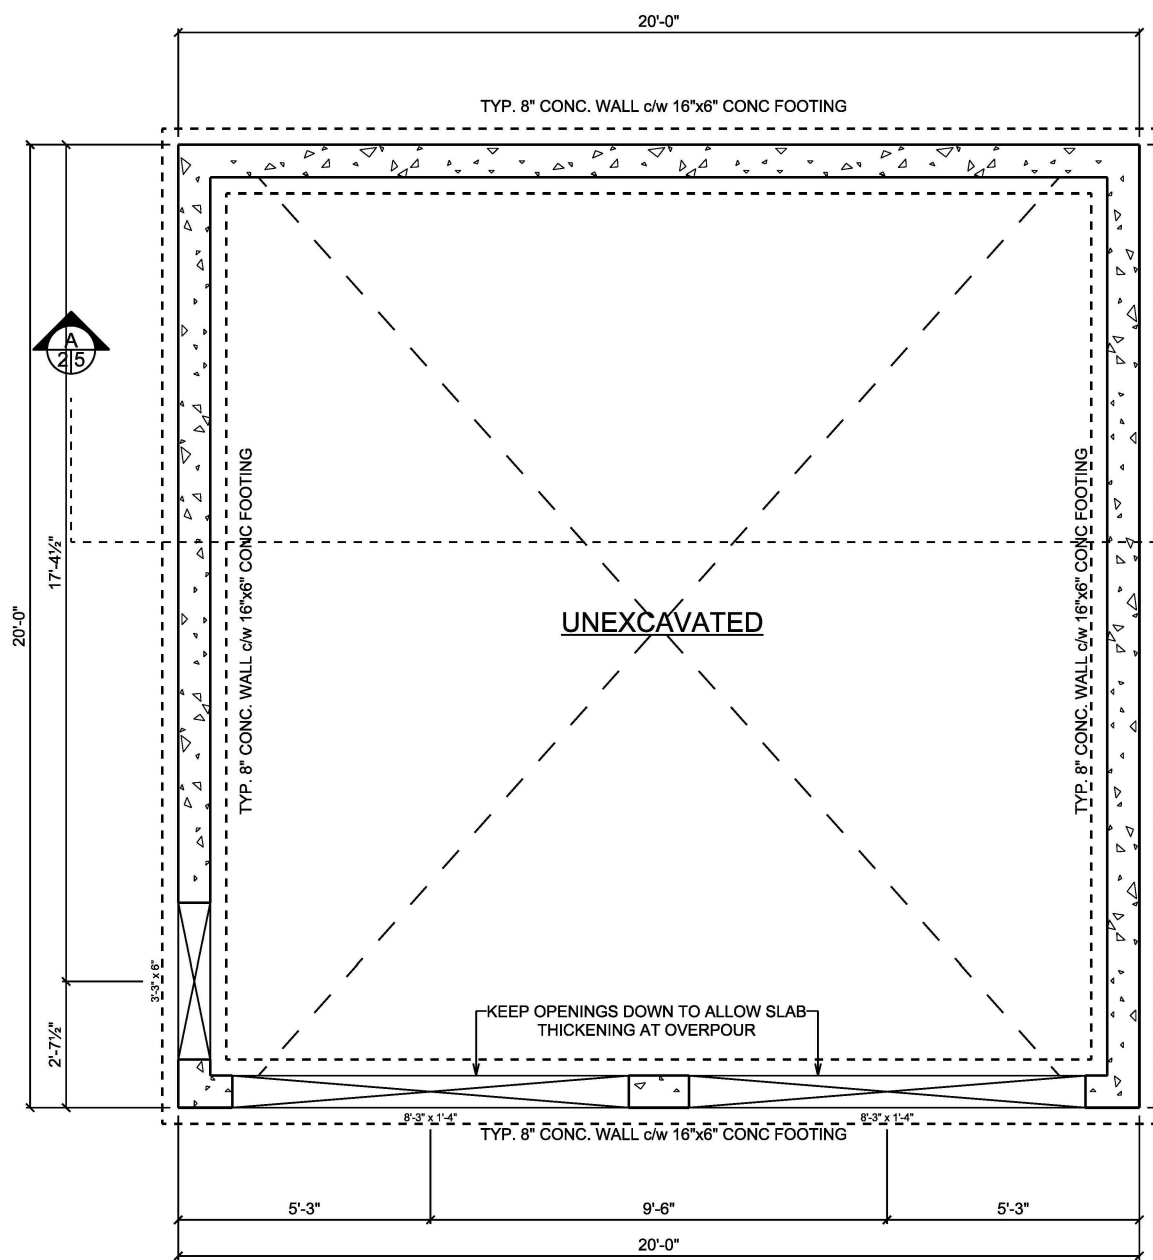 20'-0"
TYP. 8" CONC. WALL c/w 16"x6" CONC FOOTING
A
2 5
20'-0"
17'-4½"
2'-7½"
TYP. 8" CONC. WALL c/w 16"x6" CONC FOOTING
UNEXCAVATED
TYP. 8" CONC. WALL c/w 16"x6" CONC FOOTING
3'-3" x 6"
KEEP OPENINGS DOWN TO ALLOW SLAB
THICKENING AT OVERPOUR
8'-3" x 1'-4"
8'-3" x 1'-4"
TYP. 8" CONC. WALL c/w 16"x6" CONC FOOTING
5'-3"
9'-6"
5'-3"
20'-0"